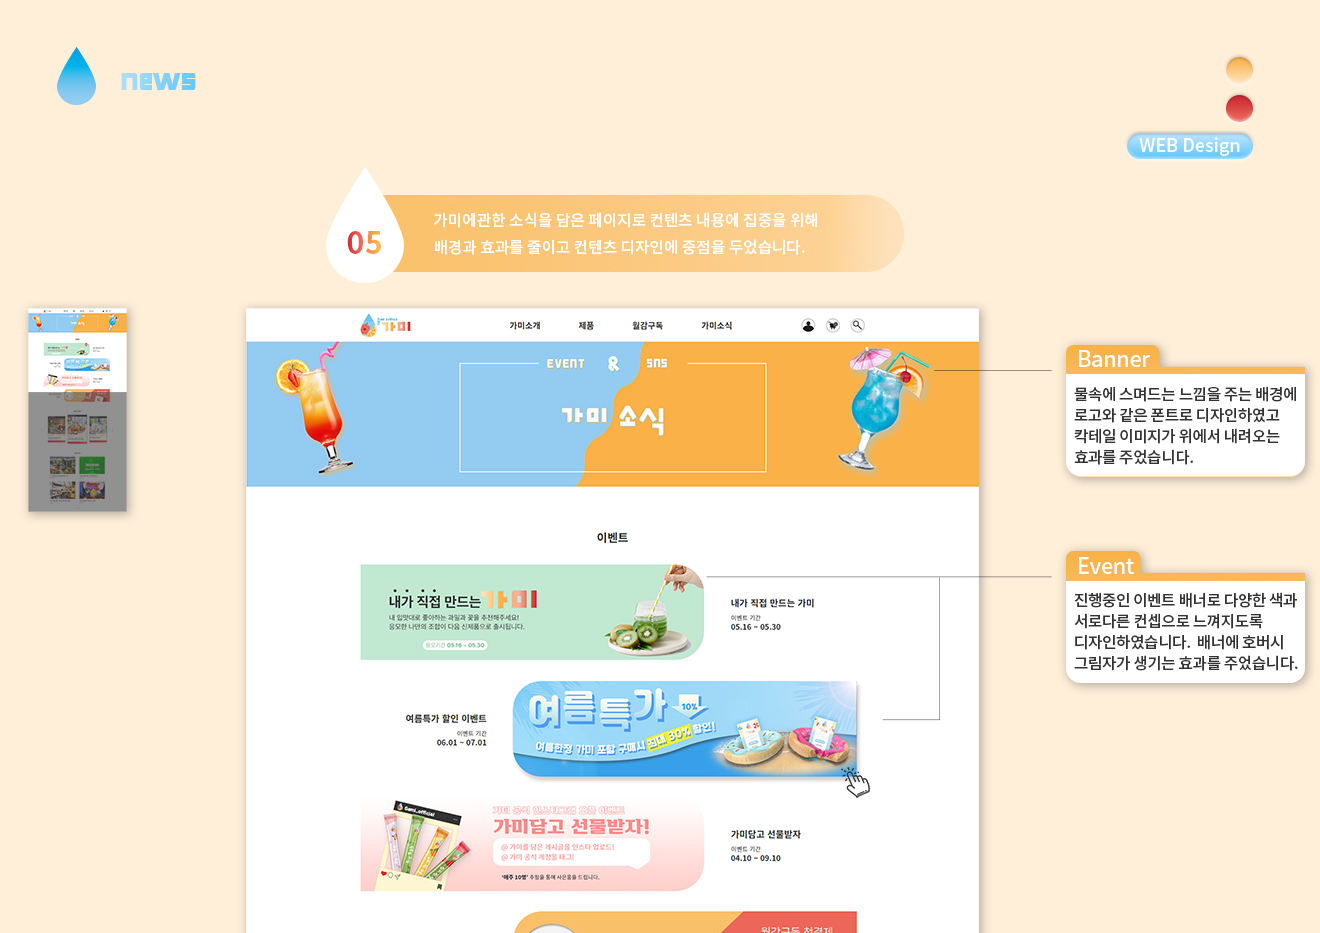 news
WEB Design
05
가미에관한 소식을 담은 페이지로 컨텐츠 내용에 집중을 위해
배경과 효과를 줄이고 컨텐츠 디자인에 중점을 두었습니다.
가미
가미소개 제품 월감구독 가미소식
EVENT & SNS
가미 소식
Banner
물속에 스며드는 느낌을 주는 배경에
로고와 같은 폰트로 디자인하였고
칵테일 이미지가 위에서 내려오는
효과를 주었습니다.
이벤트
내가 직접 만드는 가미
내 입맛대로 좋아하는 과일과 꽃을 추천해주세요!
응모한 나만의 조합이 다음 신제품으로 출시됩니다.
응모기간 05.16 ~ 05.30
내가 직접 만드는 가미
이벤트 기간
05.16 ~ 05.30
Event
진행중인 이벤트 배너로 다양한 색과
서로다른 컨셉으로 느껴지도록
디자인하였습니다. 배너에 호버시
그림자가 생기는 효과를 주었습니다.
여름특가 할인 이벤트
이벤트 기간
06.01 ~ 07.01
여름특가 10%
여름한정 가미 포함 구매시 최대 30% 할인!
Gami_official
가미 공식 인스타그램 오픈 이벤트
가미담고 선물받자!
@ 가미를 담은 게시글을 인스타 업로드!
@ 가미 공식 계정을 태그!
'매주 10명' 추첨을 통해 사은품을 드립니다.
가미담고 선물받자
이벤트 기간
04.10 ~ 09.10